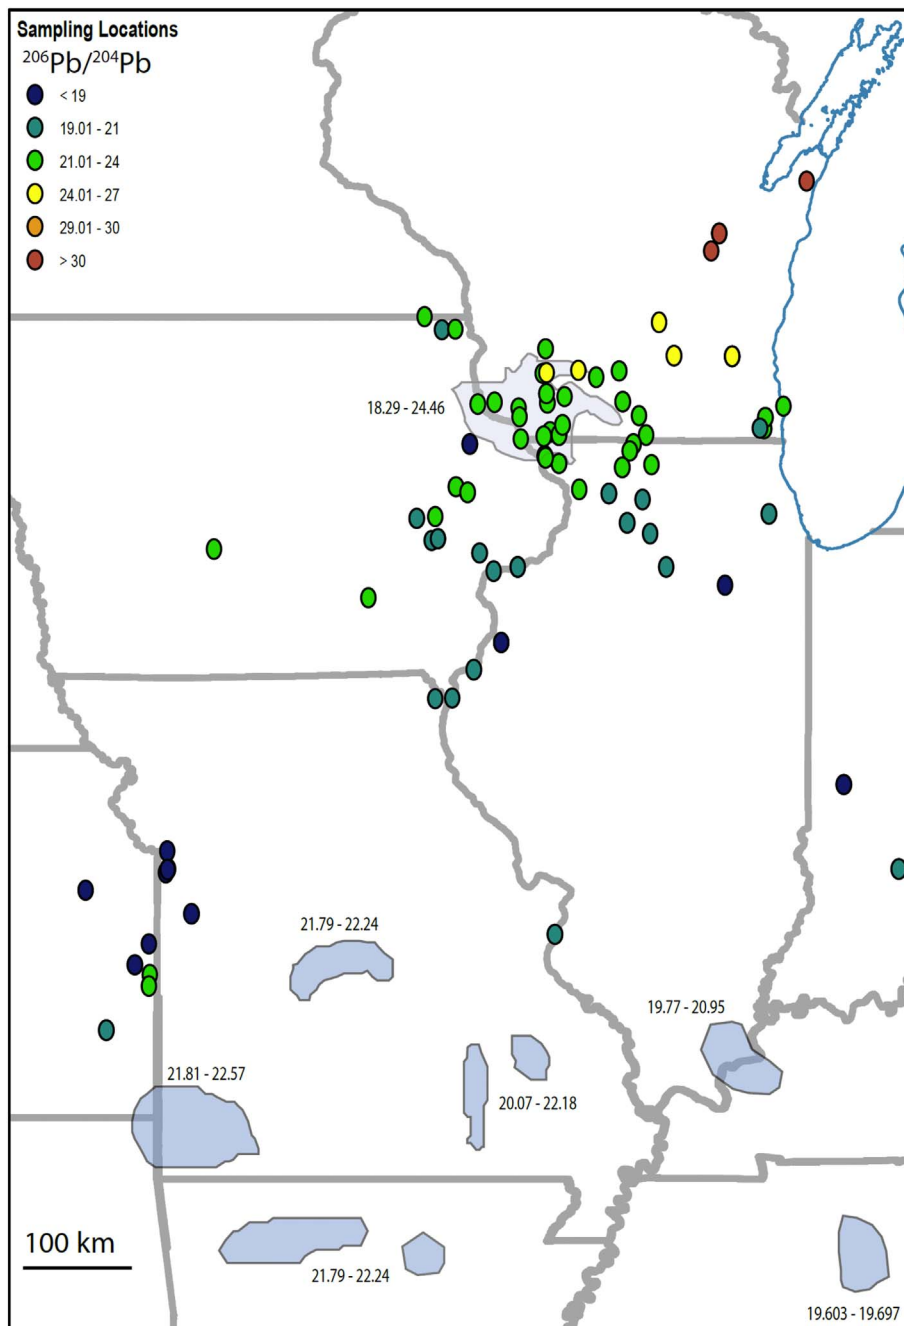 Sampling Locations
²⁰⁶Pb/²⁰⁴Pb
< 19
19.01 - 21
21.01 - 24
24.01 - 27
29.01 - 30
> 30
18.29 - 24.46
21.79 - 22.24
19.77 - 20.95
21.81 - 22.57
20.07 - 22.18
100 km
21.79 - 22.24
19.603 - 19.697